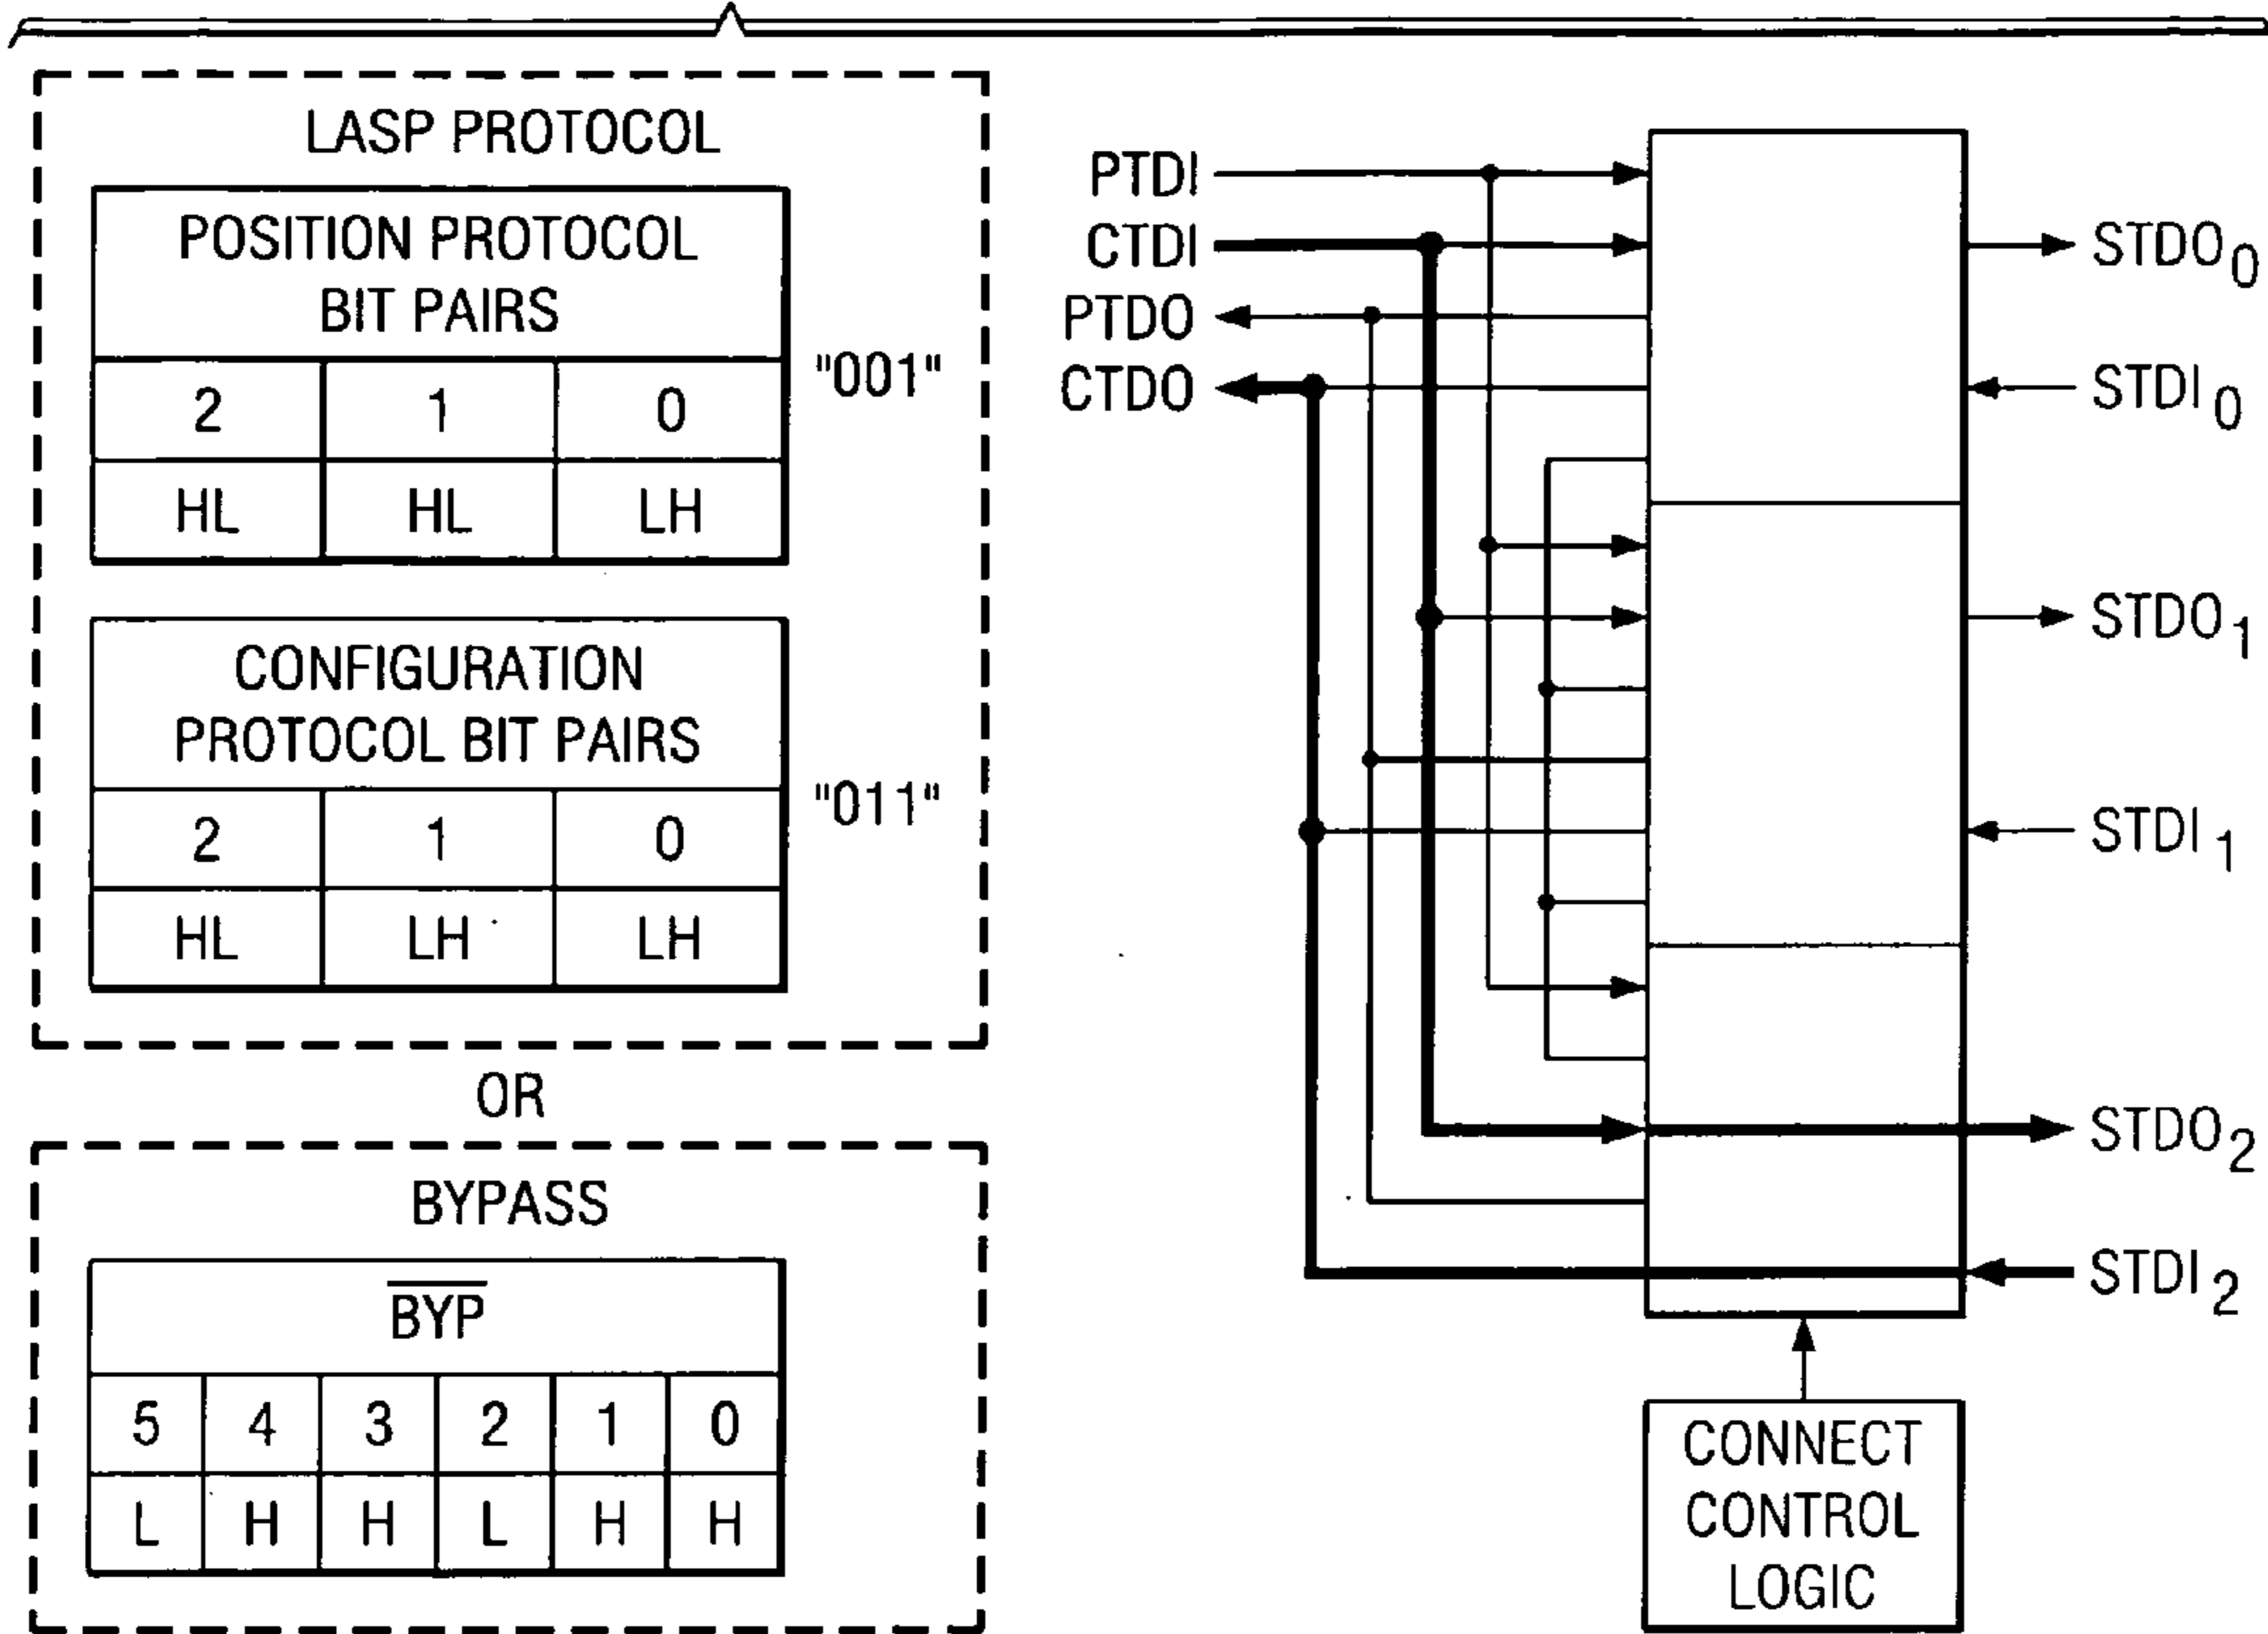 LASP PROTOCOL
POSITION PROTOCOL
BIT PAIRS
2 1 0
HL HL LH
"001"
CONFIGURATION
PROTOCOL BIT PAIRS
2 1 0
HL LH LH
"011"
OR
BYPASS
BYP
5 4 3 2 1 0
L H H L H H
PTDI
CTDI
PTDO
CTDO
STDO0
STDI0
STDO1
STDI1
STDO2
STDI2
CONNECT
CONTROL
LOGIC